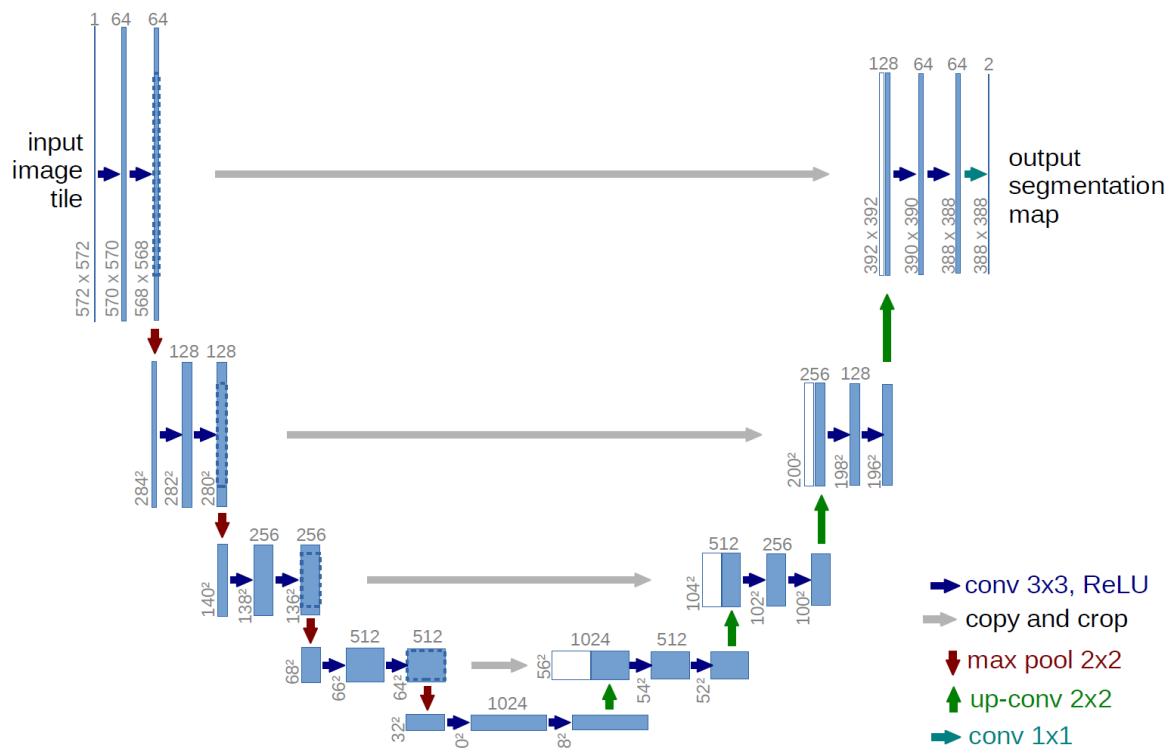 1 64 64
input
image
tile
572 x 572
570 x 570
568 x 568
128 128
284²
282²
280²
256 256
140²
138²
136²
512 512
68²
66²
64²
1024
32²
0²
8²
1024 512
56²
54²
52²
512 256
104²
102²
100²
256 128
200²
198²
196²
128 64 64 2
392 x 392
390 x 390
388 x 388
388 x 388
output
segmentation
map
conv 3x3, ReLU
copy and crop
max pool 2x2
up-conv 2x2
conv 1x1